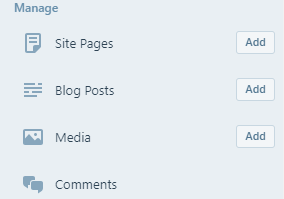 Manage
Site Pages Add
Blog Posts Add
Media Add
Comments